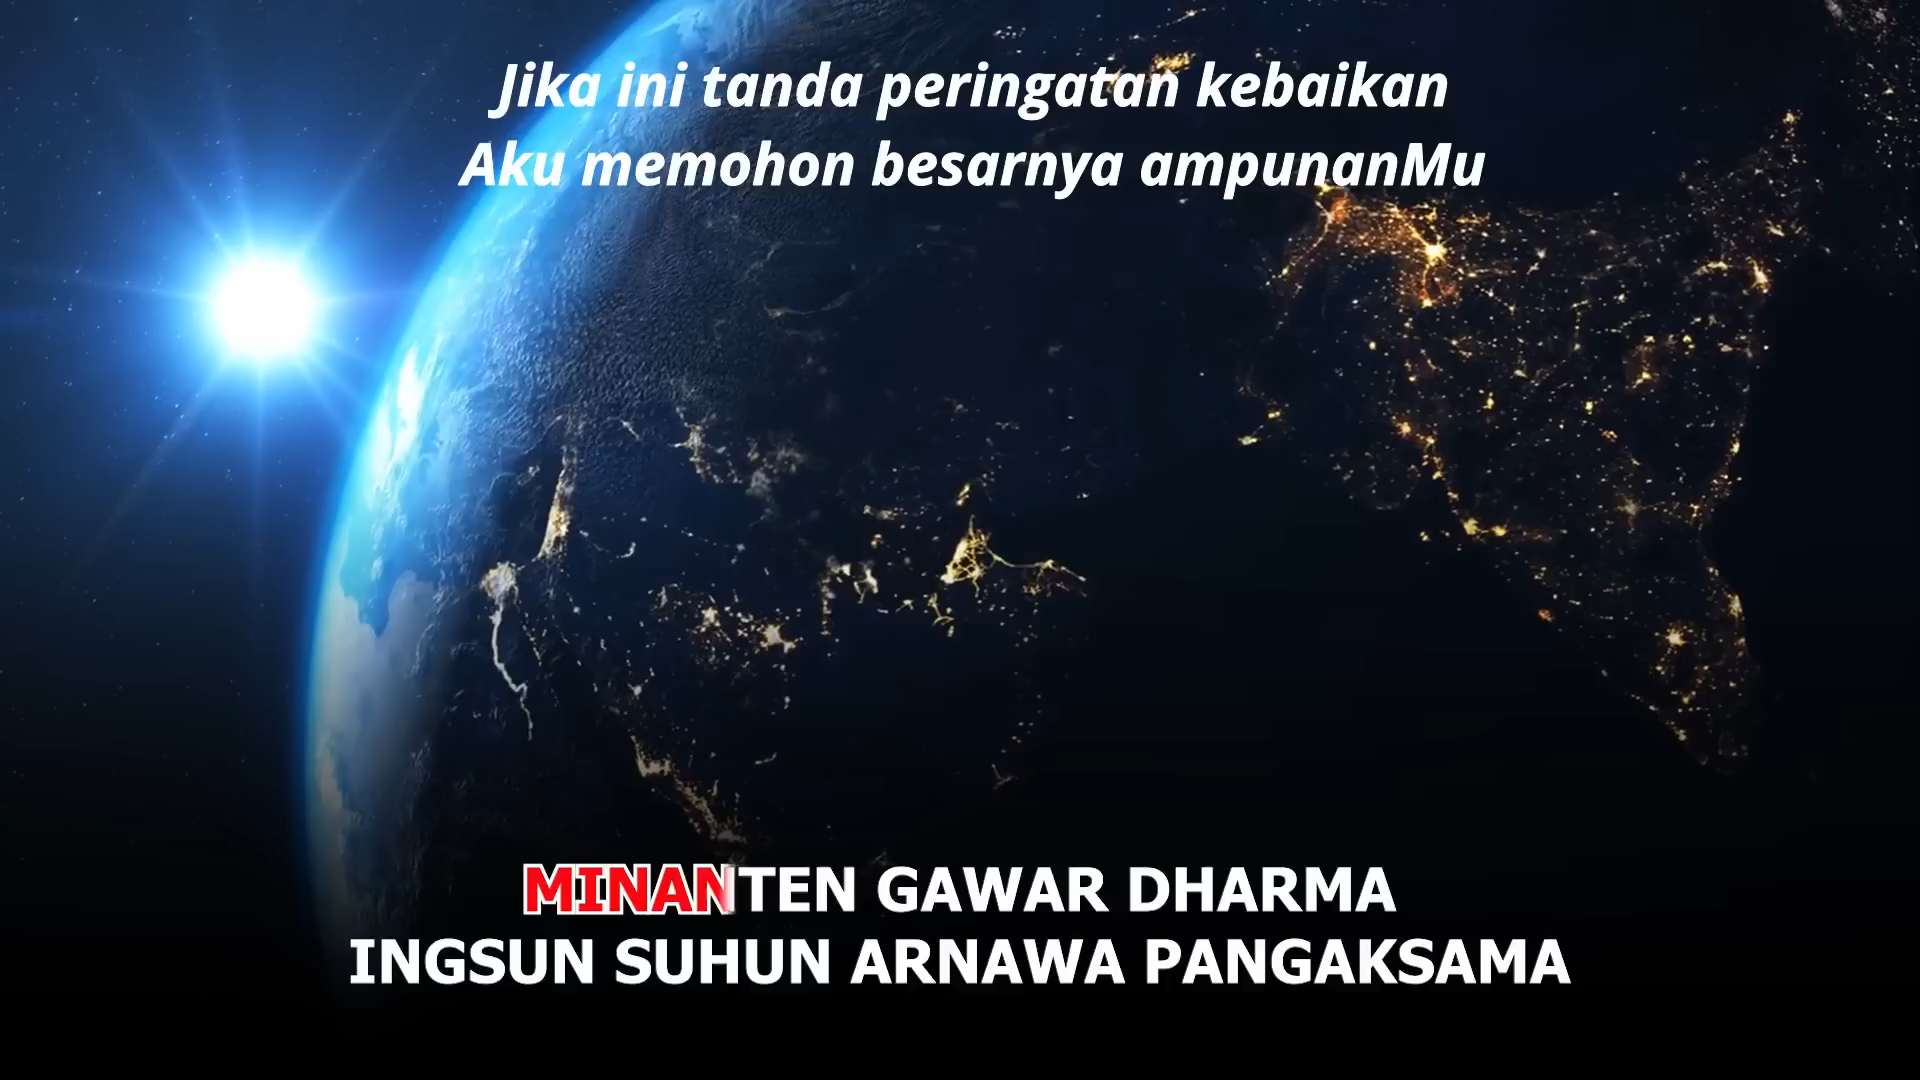 Jika ini tanda peringatan kebaikan
Aku memohon besarnya ampunanMu
MINANTEN GAWAR DHARMA
INGSUN SUHUN ARNAWA PANGAKSAMA